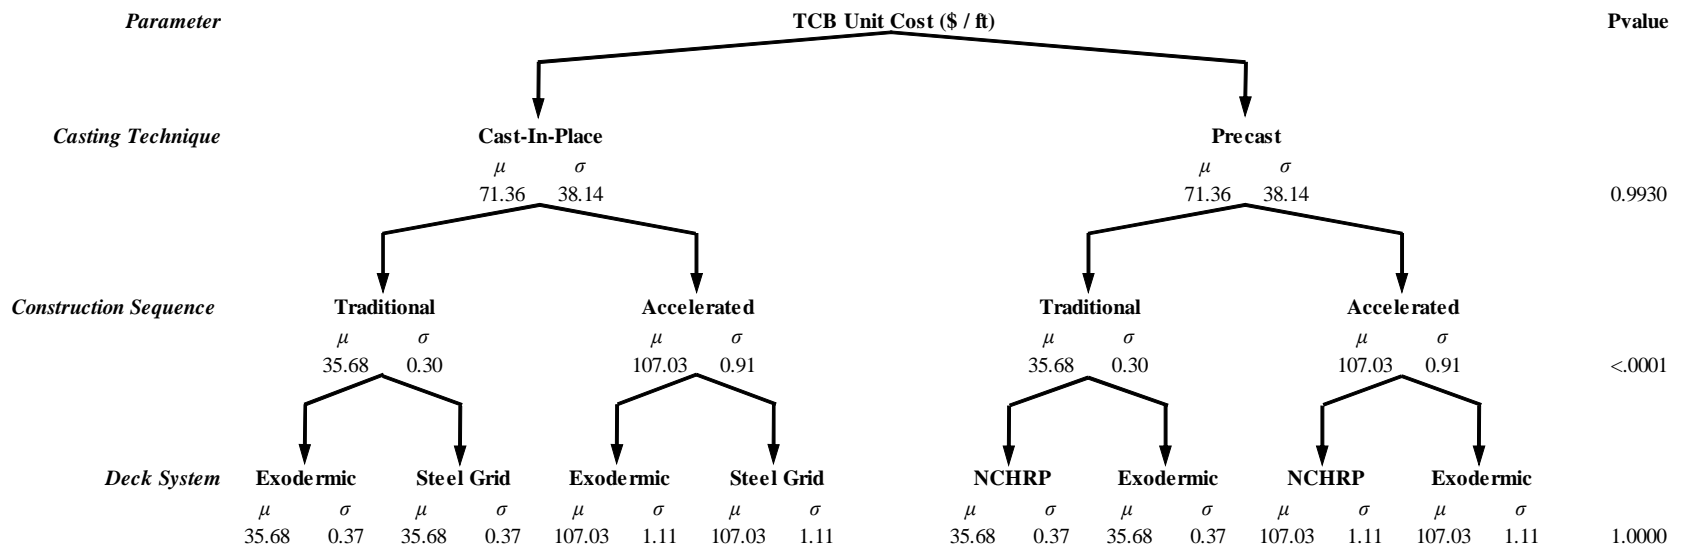 Parameter TCB Unit Cost ($ / ft) Pvalue
Casting Technique Cast-In-Place Precast
μ σ μ σ
71.36 38.14 71.36 38.14 0.9930
Construction Sequence Traditional Accelerated Traditional Accelerated
μ σ μ σ μ σ μ σ
35.68 0.30 107.03 0.91 35.68 0.30 107.03 0.91 <.0001
Deck System Exodermic Steel Grid Exodermic Steel Grid NCHRP Exodermic NCHRP Exodermic
μ σ μ σ μ σ μ σ μ σ μ σ μ σ μ σ
35.68 0.37 35.68 0.37 107.03 1.11 107.03 1.11 35.68 0.37 35.68 0.37 107.03 1.11 107.03 1.11 1.0000